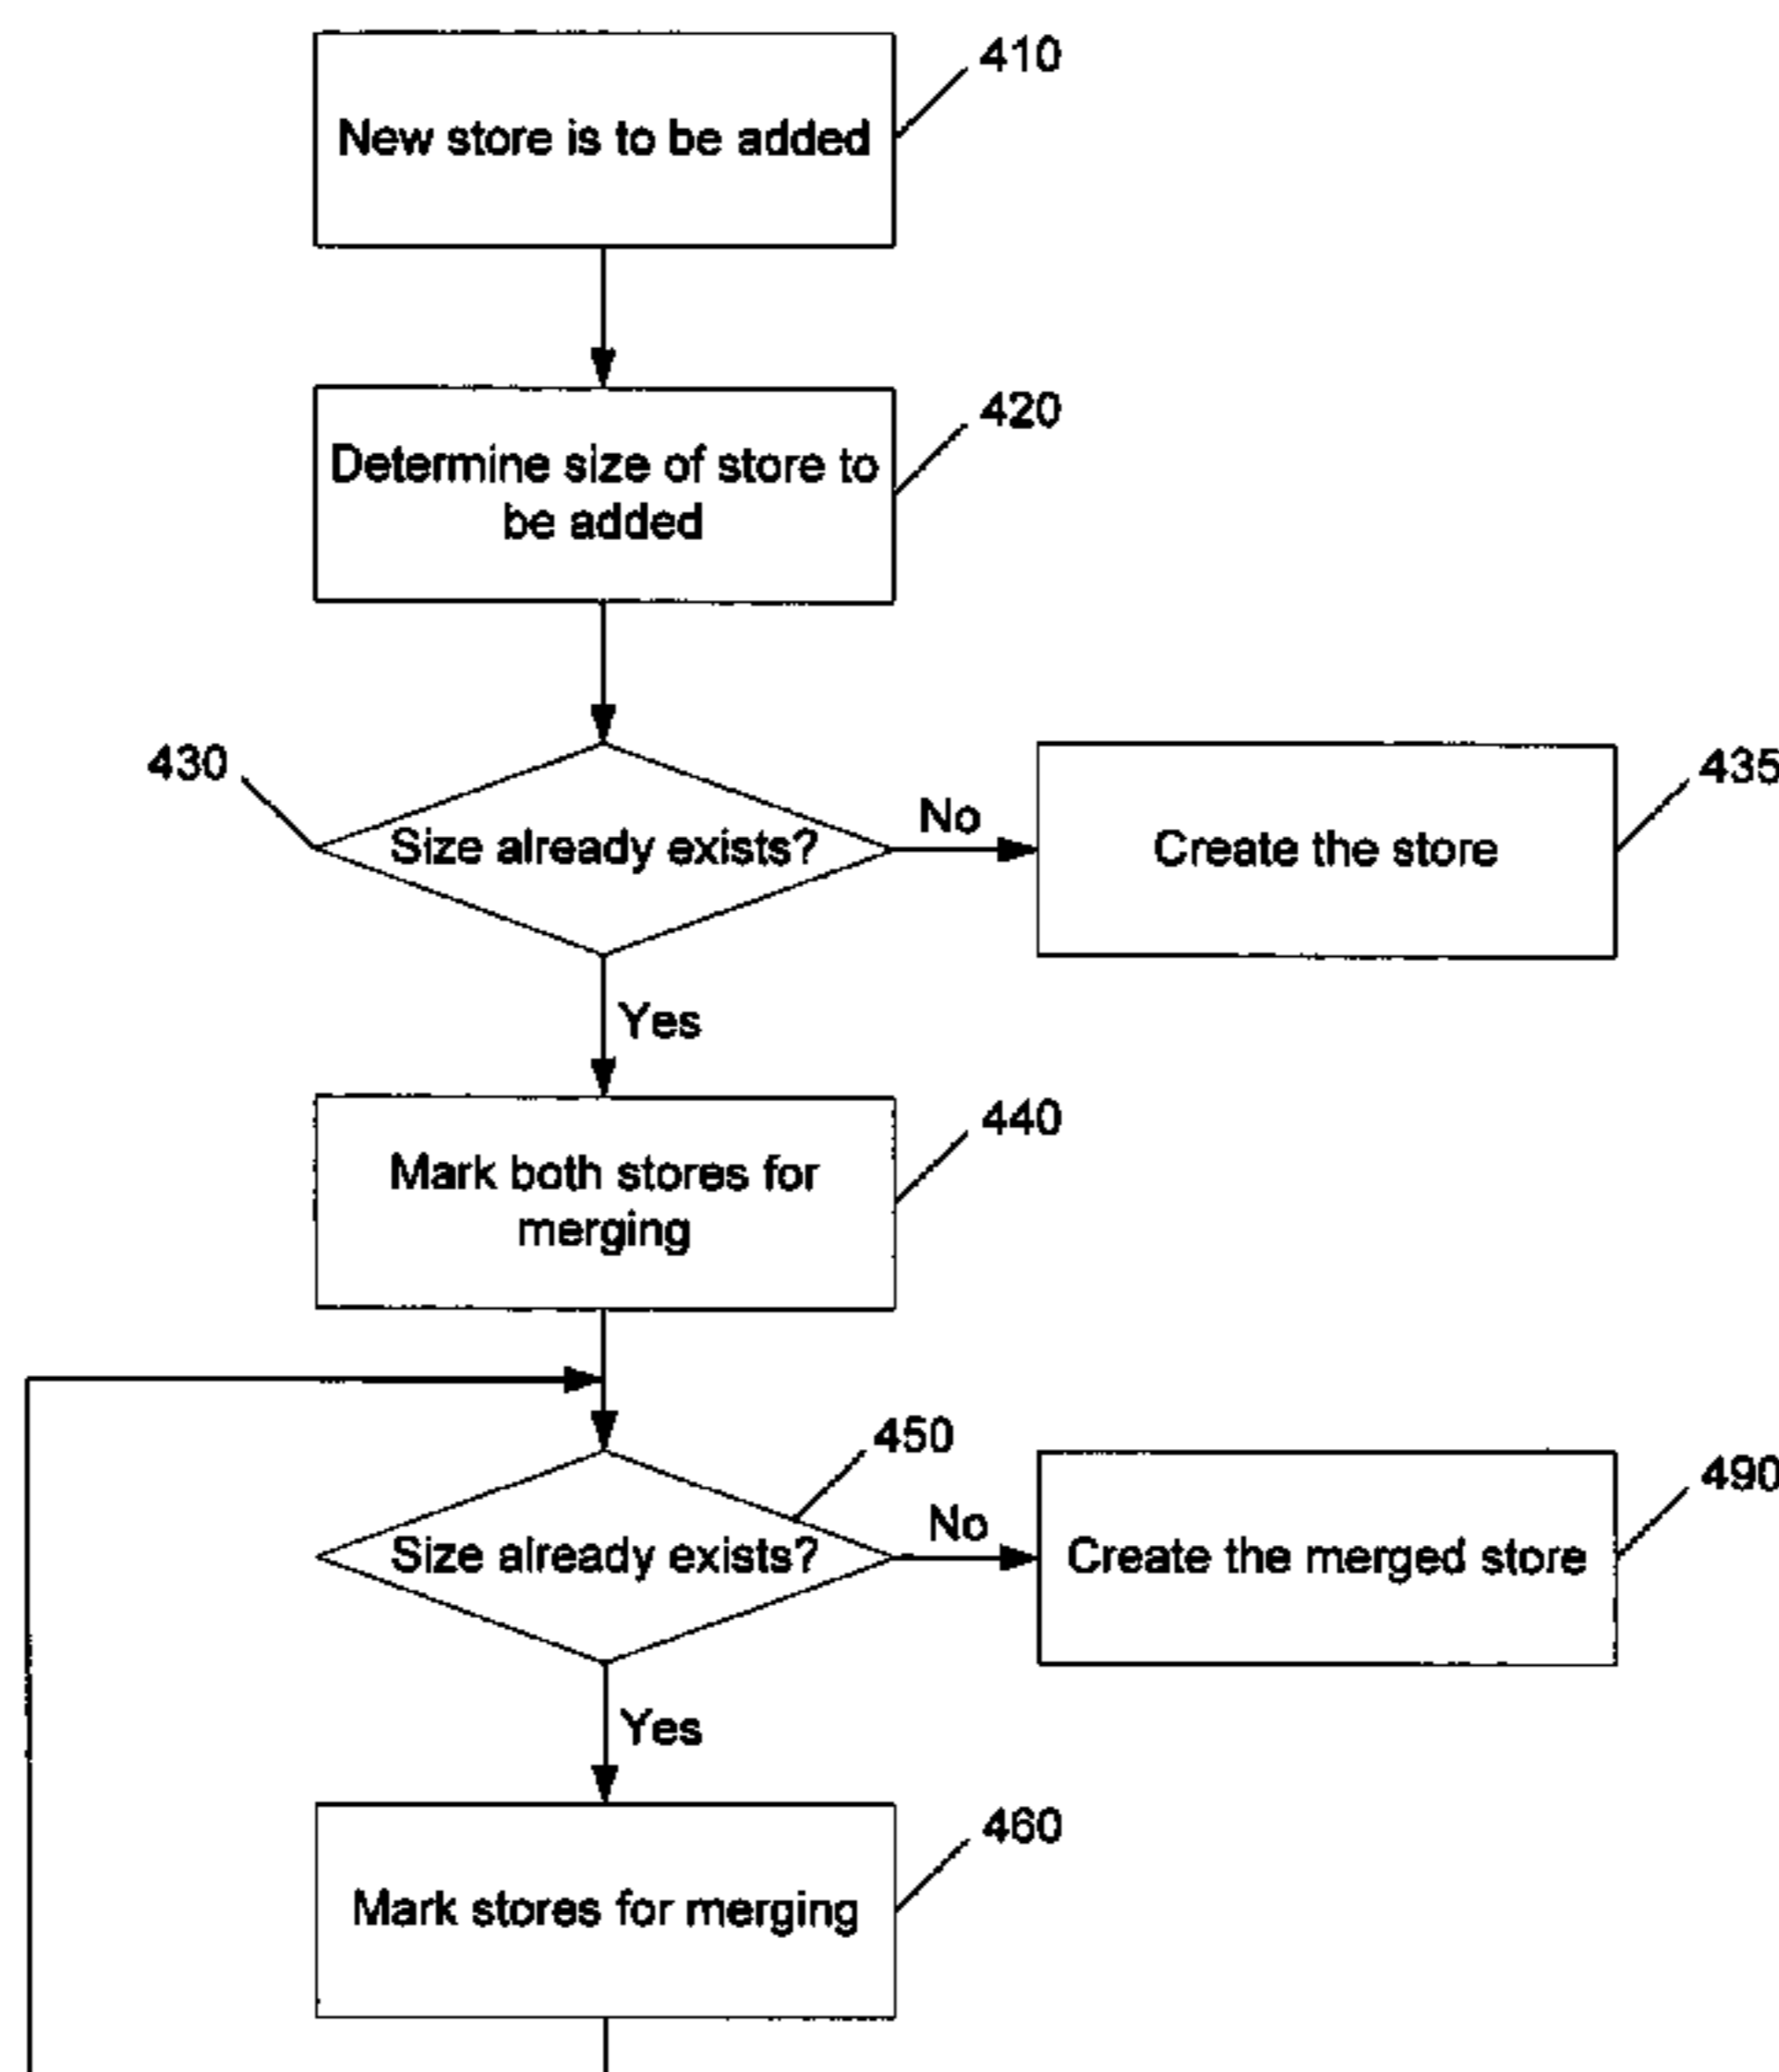 410
New store is to be added
420
Determine size of store to
be added
430
Size already exists?
No
435
Create the store
Yes
440
Mark both stores for
merging
450
Size already exists?
No
490
Create the merged store
Yes
460
Mark stores for merging